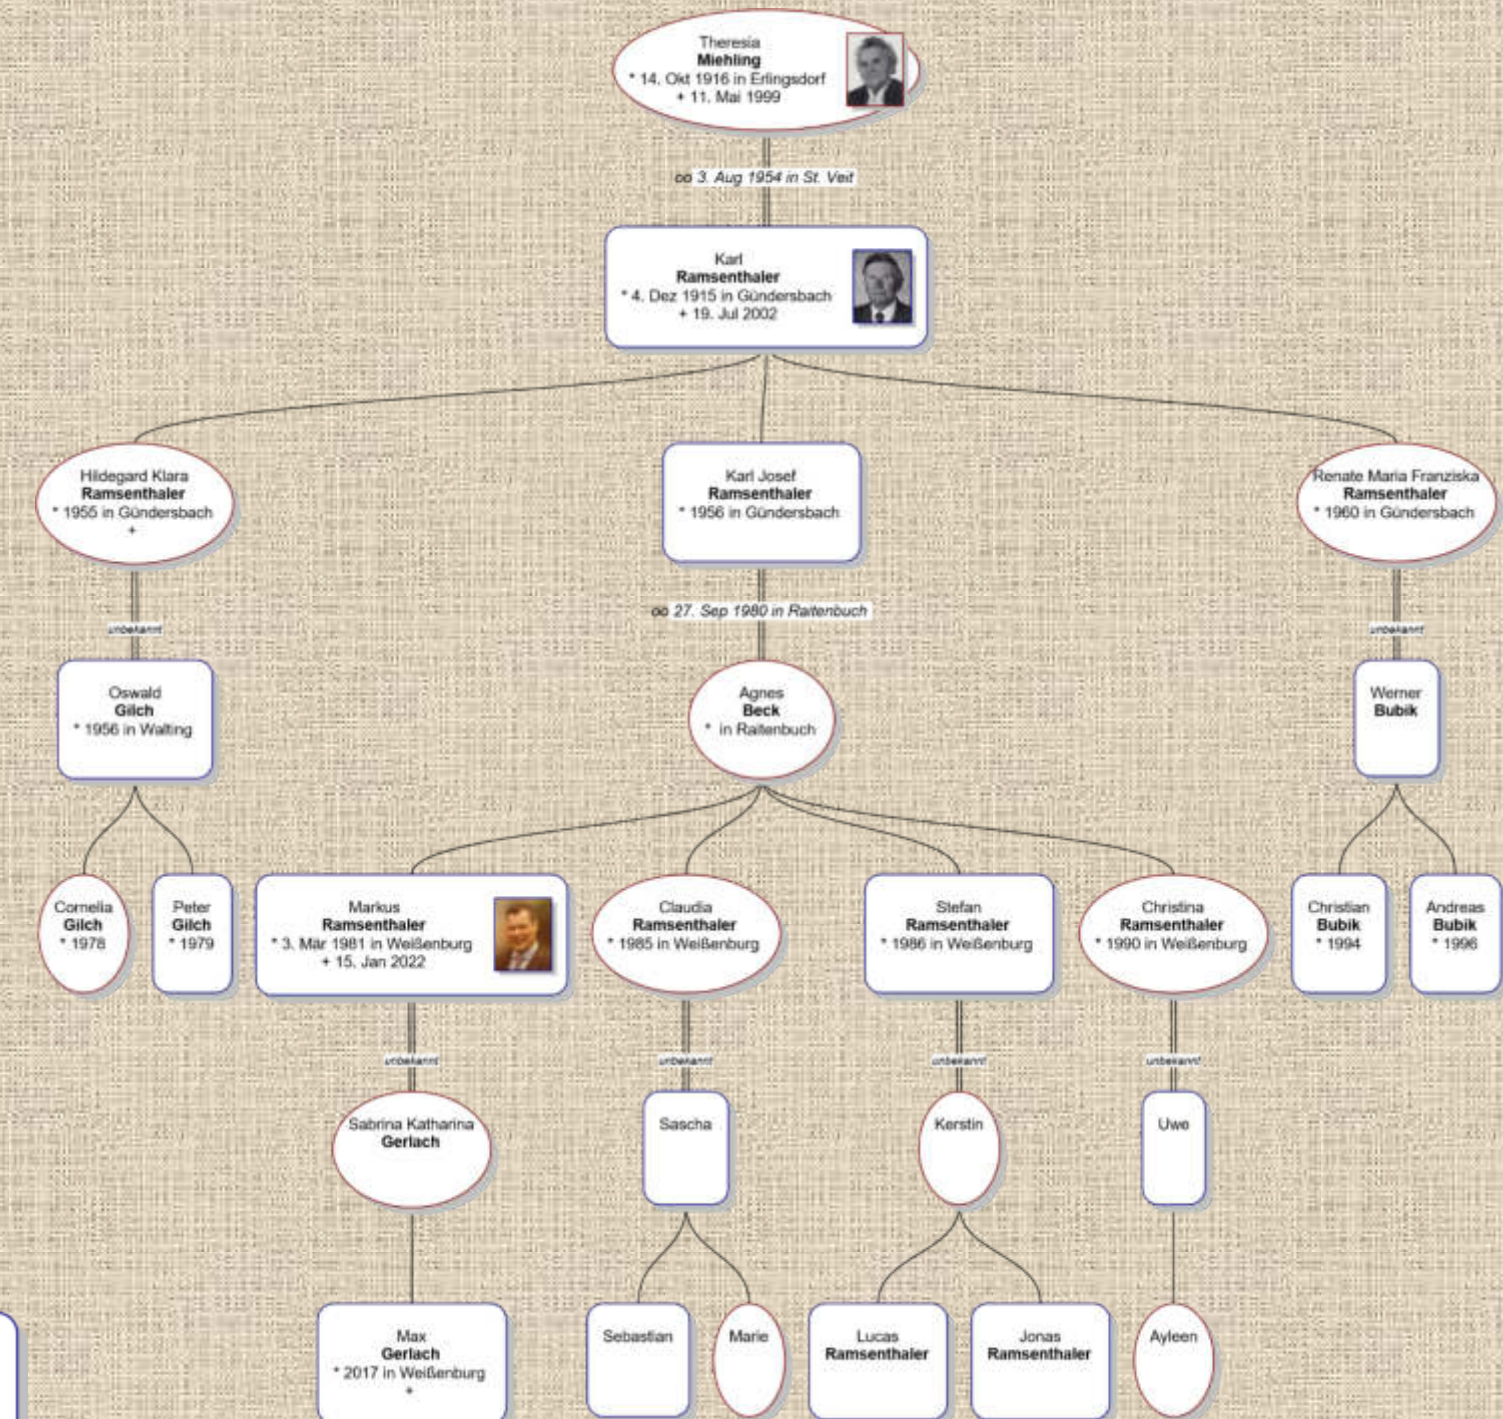 Theresia
Miehling
* 14. Okt 1916 in Erlingsdorf
+ 11. Mai 1999
oo 3. Aug 1954 in St. Veit
Karl
Ramsenthaler
* 4. Dez 1915 in Gündersbach
+ 19. Jul 2002
Hildegard Klara
Ramsenthaler
* 1955 in Gündersbach
+
Karl Josef
Ramsenthaler
* 1956 in Gündersbach
Renate Maria Franziska
Ramsenthaler
* 1960 in Gündersbach
unbekannt
oo 27. Sep 1980 in Raitenbuch
unbekannt
Oswald
Gilch
* 1956 in Walting
Agnes
Beck
* in Raitenbuch
Werner
Bubik
Cornelia
Gilch
* 1978
Peter
Gilch
* 1979
Markus
Ramsenthaler
* 3. Mär 1981 in Weißenburg
+ 15. Jan 2022
Claudia
Ramsenthaler
* 1985 in Weißenburg
Stefan
Ramsenthaler
* 1986 in Weißenburg
Christina
Ramsenthaler
* 1990 in Weißenburg
Christian
Bubik
* 1994
Andreas
Bubik
* 1996
unbekannt
unbekannt
unbekannt
unbekannt
Sabrina Katharina
Gerlach
Sascha
Kerstin
Uwe
Max
Gerlach
* 2017 in Weißenburg
+
Sebastian
Marie
Lucas
Ramsenthaler
Jonas
Ramsenthaler
Ayleen